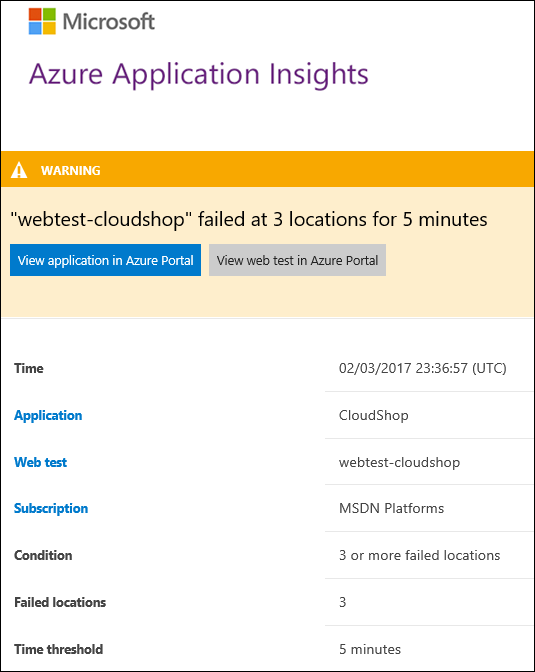 Microsoft
Azure Application Insights
WARNING
"webtest-cloudshop" failed at 3 locations for 5 minutes
View application in Azure Portal View web test in Azure Portal
Time 02/03/2017 23:36:57 (UTC)
Application CloudShop
Web test webtest-cloudshop
Subscription MSDN Platforms
Condition 3 or more failed locations
Failed locations 3
Time threshold 5 minutes